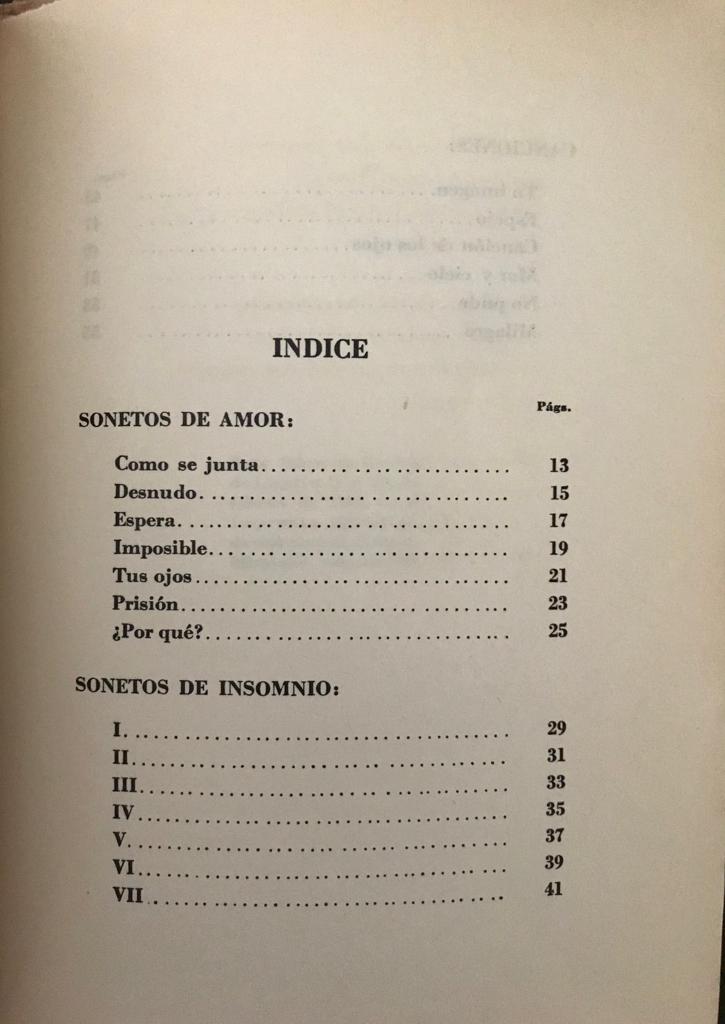 INDICE
Págs.
SONETOS DE AMOR:
Como se junta........................ 13
Desnudo............................. 15
Espera............................... 17
Imposible............................ 19
Tus ojos.............................. 21
Prisión............................... 23
¿Por qué?............................ 25
SONETOS DE INSOMNIO:
I..................................... 29
II.................................... 31
III................................... 33
IV................................... 35
V.................................... 37
VI................................... 39
VII.................................. 41